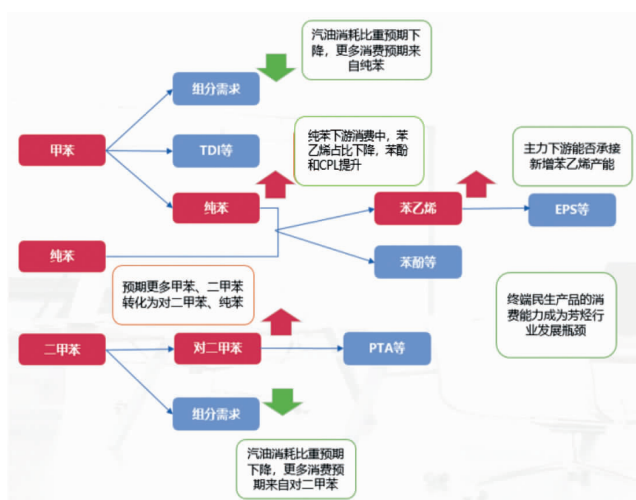 汽油消耗比重预期下
降，更多消费预期来
自纯苯
组分需求
纯苯下游消费中，苯
乙烯占比下降，苯酚
和CPL提升
主力下游能否承接
新增苯乙烯产能
甲苯
TDI等
纯苯
苯乙烯
EPS等
纯苯
苯酚等
预期更多甲苯、二甲苯
转化为对二甲苯、纯苯
终端民生产品的消
费能力成为芳烃行
业发展瓶颈
二甲苯
对二甲苯
PTA等
组分需求
汽油消耗比重预期
下降，更多消费预
期来自对二甲苯